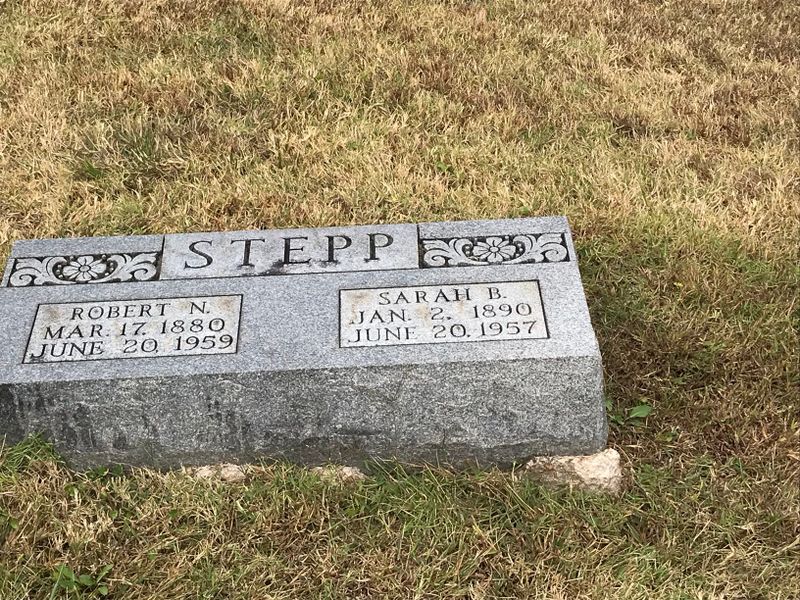 STEPP
ROBERT N.
MAR. 17, 1880
JUNE 20, 1959
SARAH B.
JAN. 2, 1890
JUNE 20, 1957